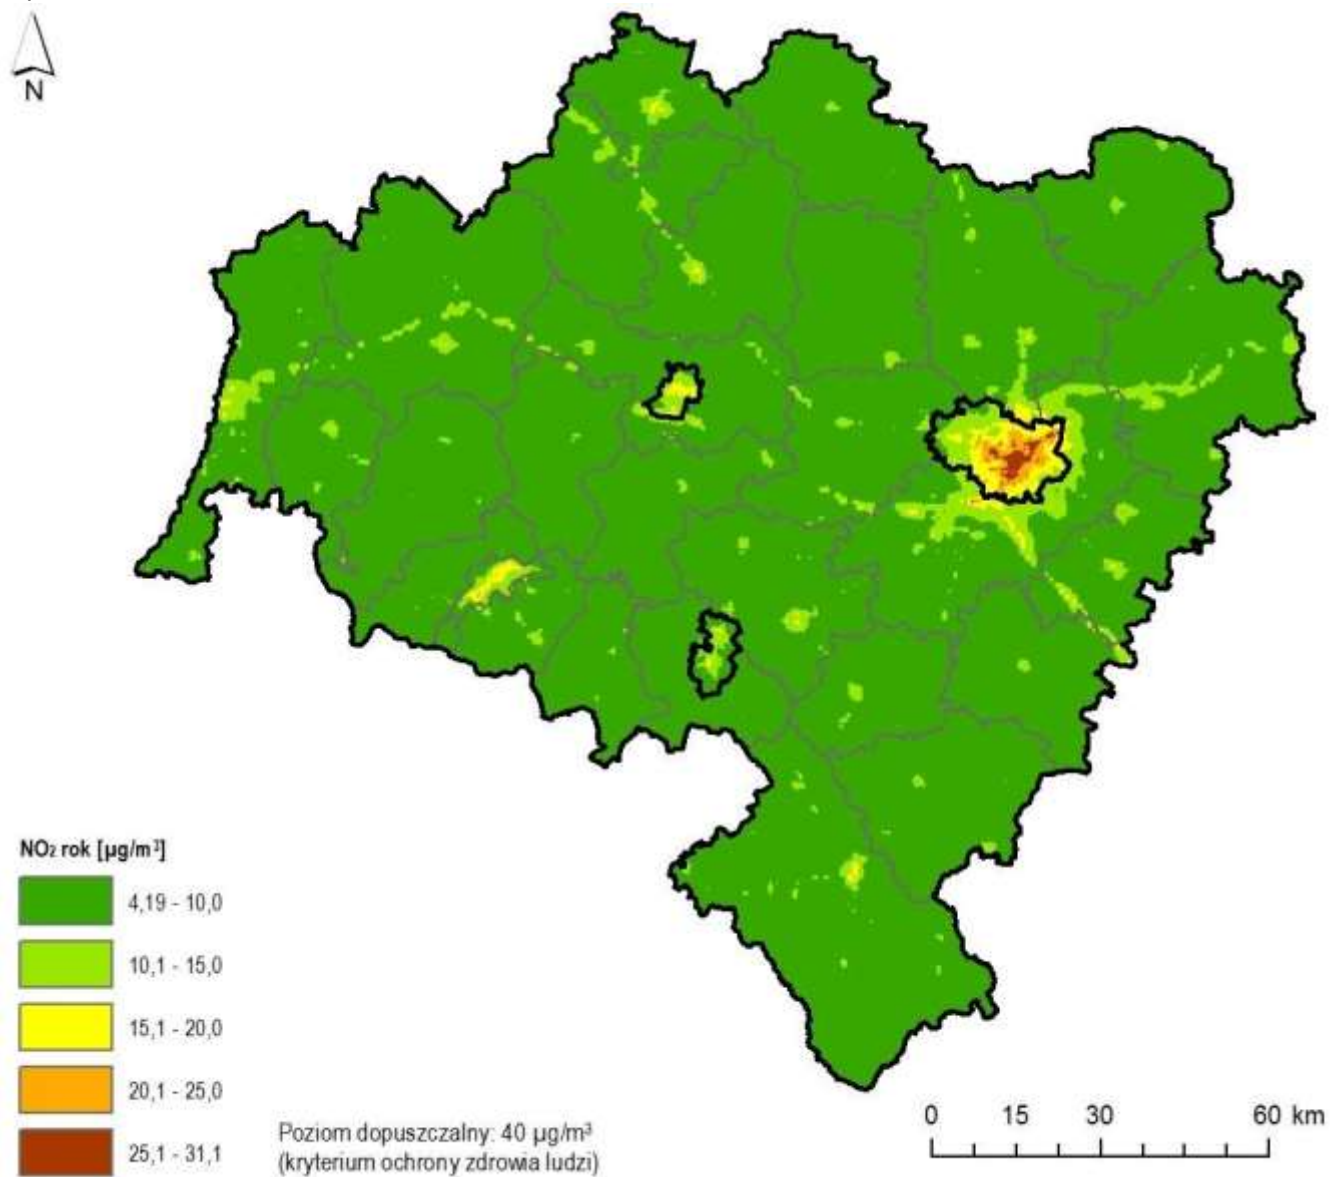 N
NO₂ rok [µg/m³]
4,19 - 10,0
10,1 - 15,0
15,1 - 20,0
20,1 - 25,0
25,1 - 31,1
Poziom dopuszczalny: 40 µg/m³
(kryterium ochrony zdrowia ludzi)
0 15 30 60 km